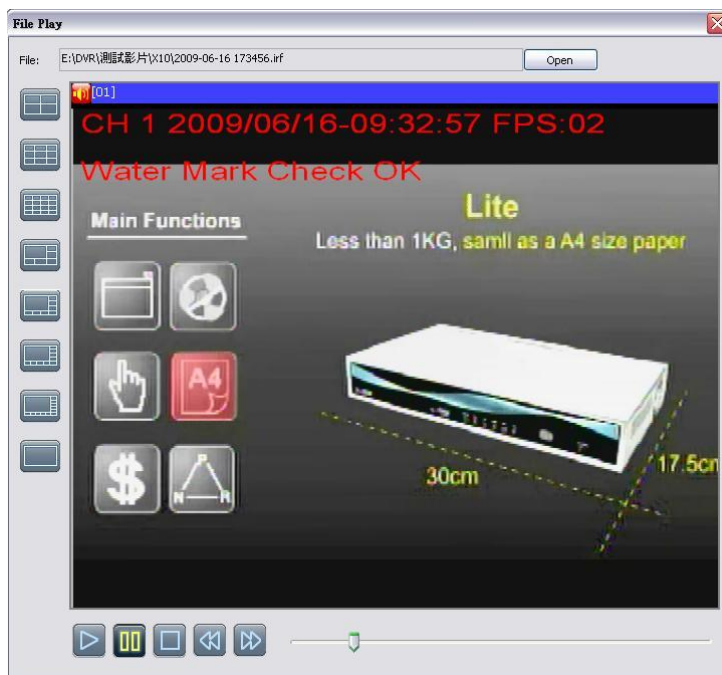 File Play
File:
E:\DVR\測試影片\X10\2009-06-16 173456.irf
Open
[01]
CH 1 2009/06/16-09:32:57 FPS:02
Water Mark Check OK
Main Functions
Lite
Less than 1KG, samll as a A4 size paper
A4
$
P
N R
30cm
17.5cm